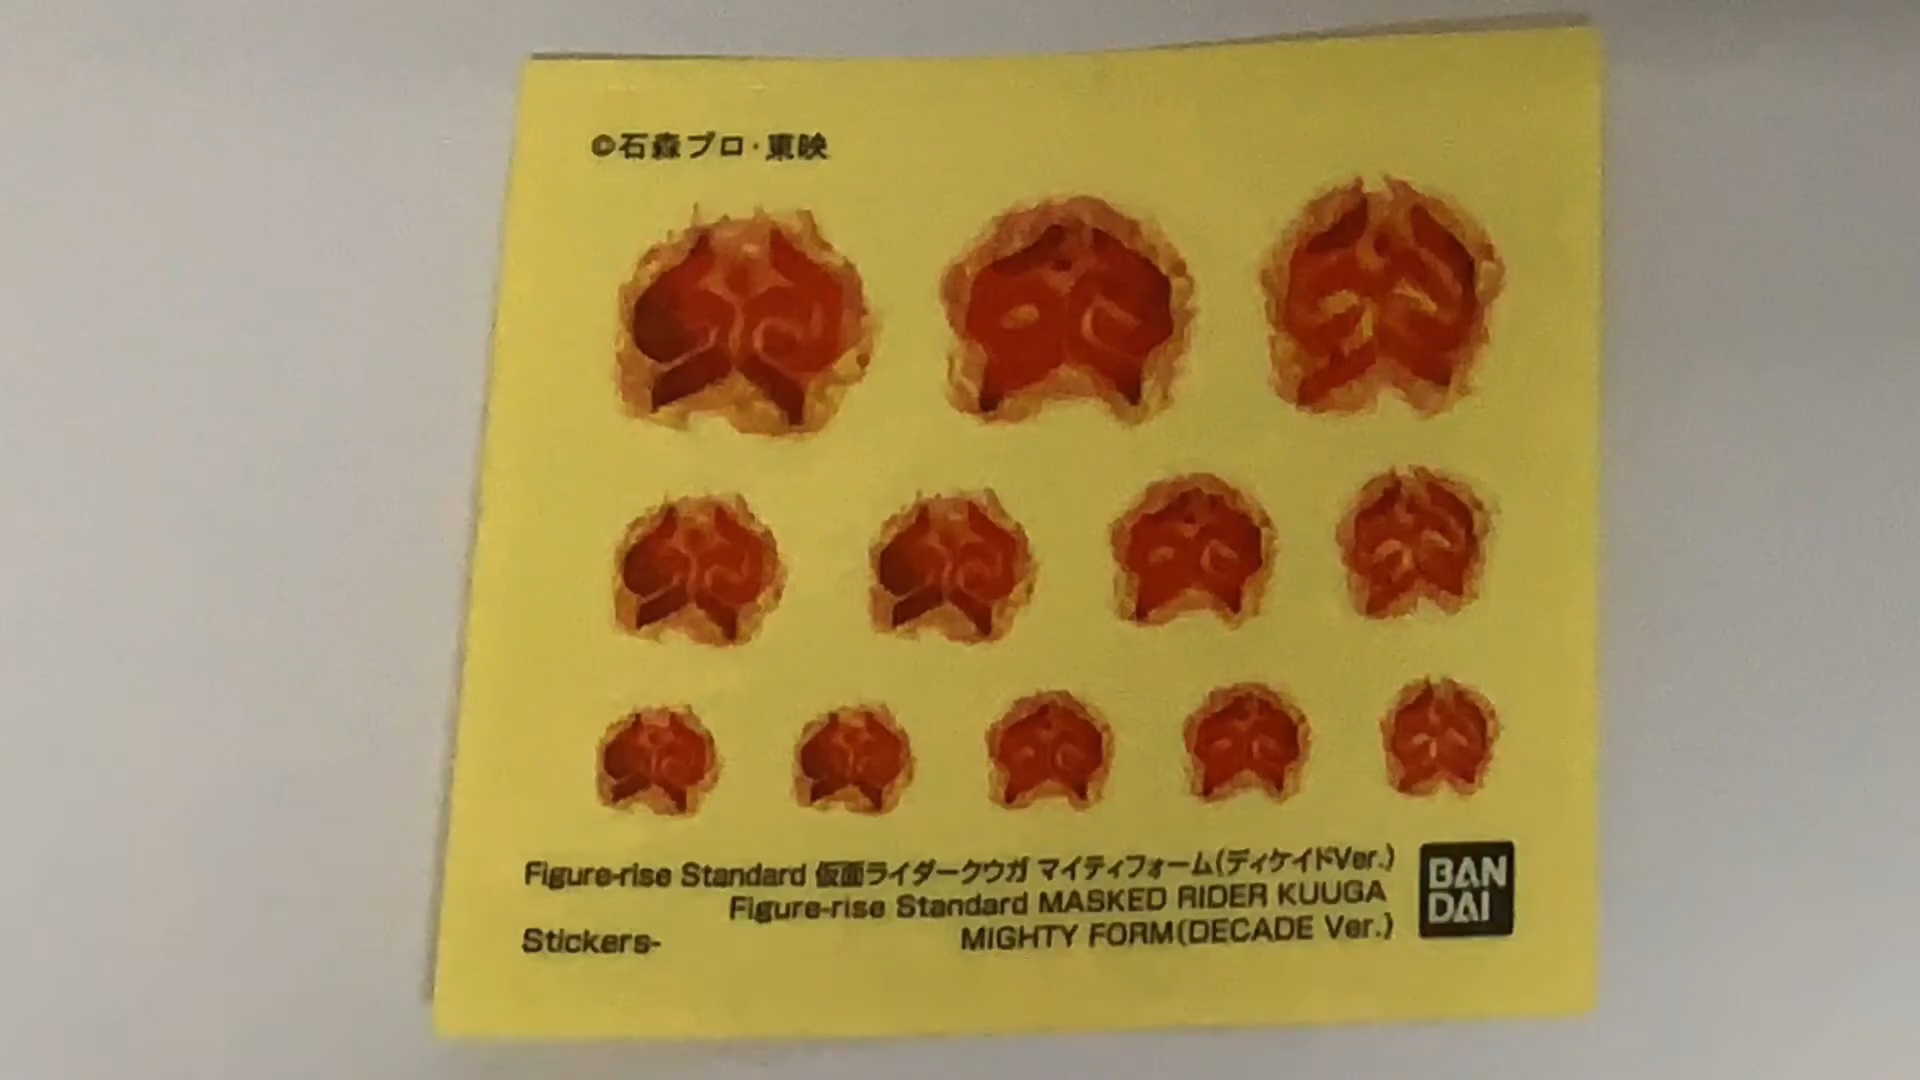 ©石森プロ・東映
Figure-rise Standard 仮面ライダークウガ マイティフォーム(ディケイドVer.)
Figure-rise Standard MASKED RIDER KUUGA
MIGHTY FORM(DECADE Ver.)
Stickers-
BAN
DAI